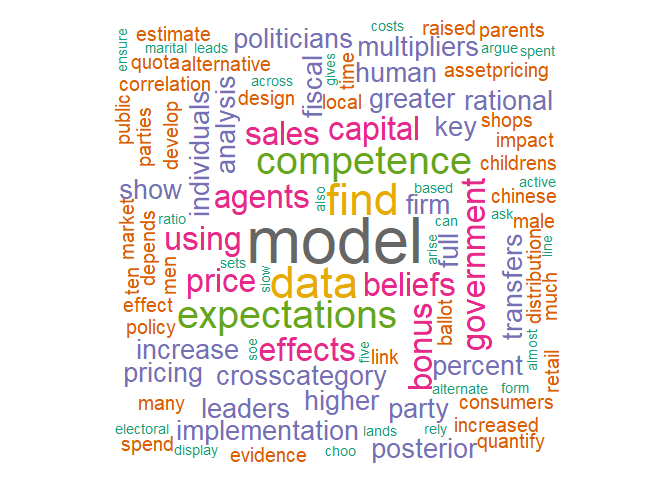 costs
raised
parents
ensure
estimate
politicians
argue
spent
marital
leads
multipliers
quota
alternative
gives
time
human
assetpricing
correlation
across
fiscal
design
local
greater
rational
public
parties
develop
individuals
analysis
sales
capital
key
shops
impact
competence
childrens
show
agents
also
find
firm
based
active
chinese
ratio
can
ask
male
market
depends
men
using
model
arise
full
government
transfers
distribution
line
much
ten
sets
slow
price
data
beliefs
effect
expectations
bonus
ballot
policy
almost
increase
soe
effects
five
link
percent
retail
pricing
crosscategory
alternate
form
many
leaders
higher
party
consumers
electoral
implementation
lands
rely
increased
spend
display
evidence
choo
posterior
quantify